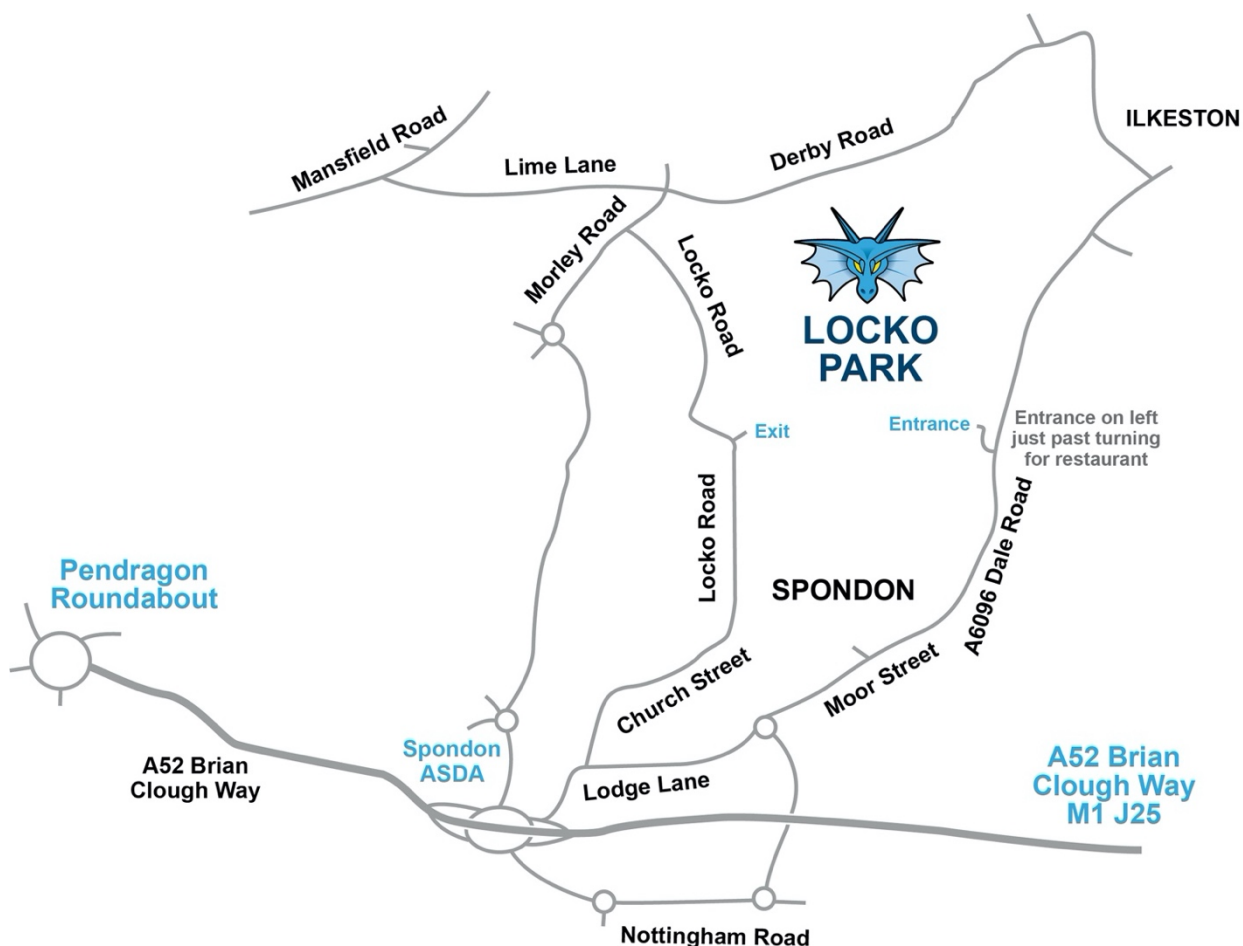 Mansfield Road
Lime Lane
Derby Road
ILKESTON
Morley Road
Locko Road
LOCKO
PARK
Exit
Entrance
Entrance on left
just past turning
for restaurant
Locko Road
A6096 Dale Road
SPONDON
Pendragon
Roundabout
Church Street
Moor Street
Spondon
ASDA
A52 Brian
Clough Way
Lodge Lane
A52 Brian
Clough Way
M1 J25
Nottingham Road